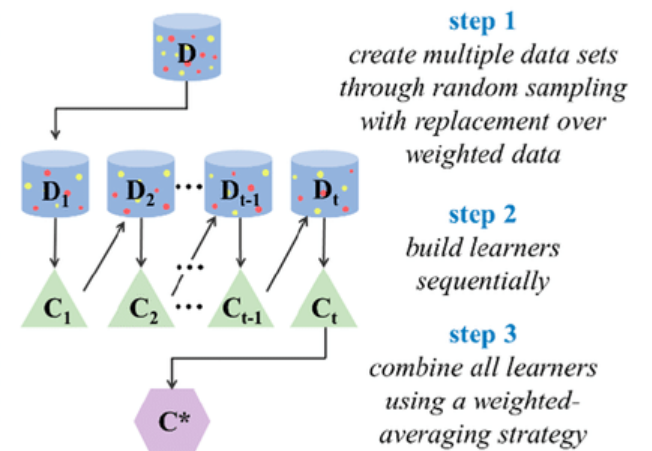 D
step 1
create multiple data sets
through random sampling
with replacement over
weighted data
D1 D2 ... Dt-1 Dt
step 2
build learners
sequentially
...
C1 C2 ... Ct-1 Ct
step 3
combine all learners
using a weighted-
averaging strategy
C*